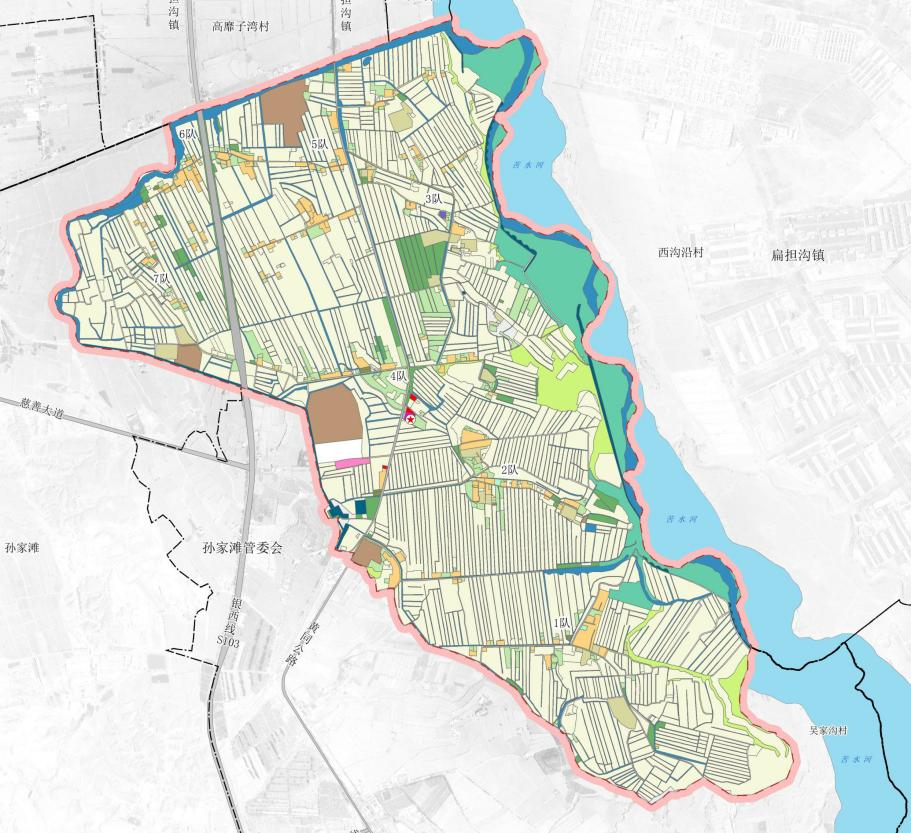 担沟镇
担沟镇
高靡子湾村
6队
5队
苦水河
3队
西沟沿村
扁担沟镇
7队
4队
慈善大道
2队
苦水河
孙家滩
孙家滩管委会
银西线
S103
黄同公路
1队
吴家沟村
苦水河